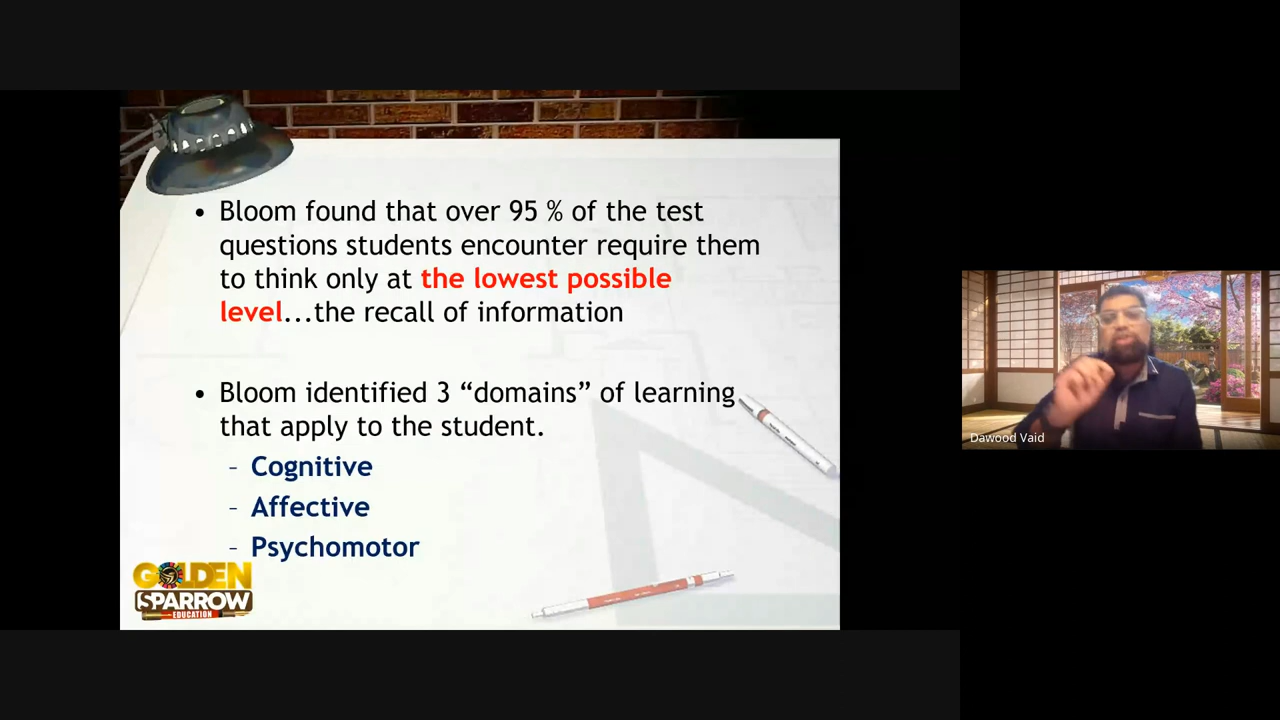 • Bloom found that over 95 % of the test
questions students encounter require them
to think only at the lowest possible
level...the recall of information
• Bloom identified 3 “domains” of learning
that apply to the student.
– Cognitive
– Affective
– Psychomotor
GOLDEN
SPARROW
EDUCATION
Dawood Vaid